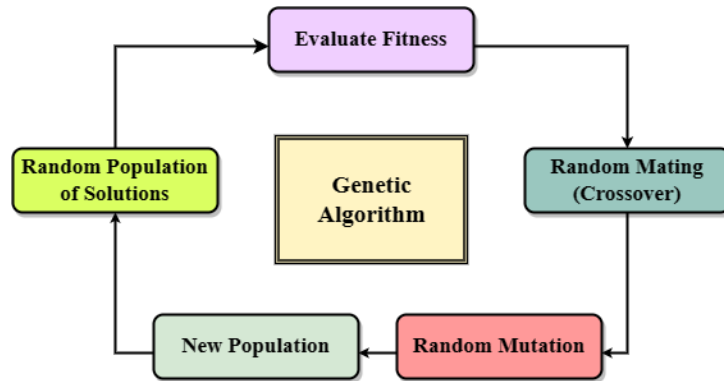 Evaluate Fitness
Random Population
of Solutions
Random Mating
(Crossover)
Genetic
Algorithm
New Population
Random Mutation